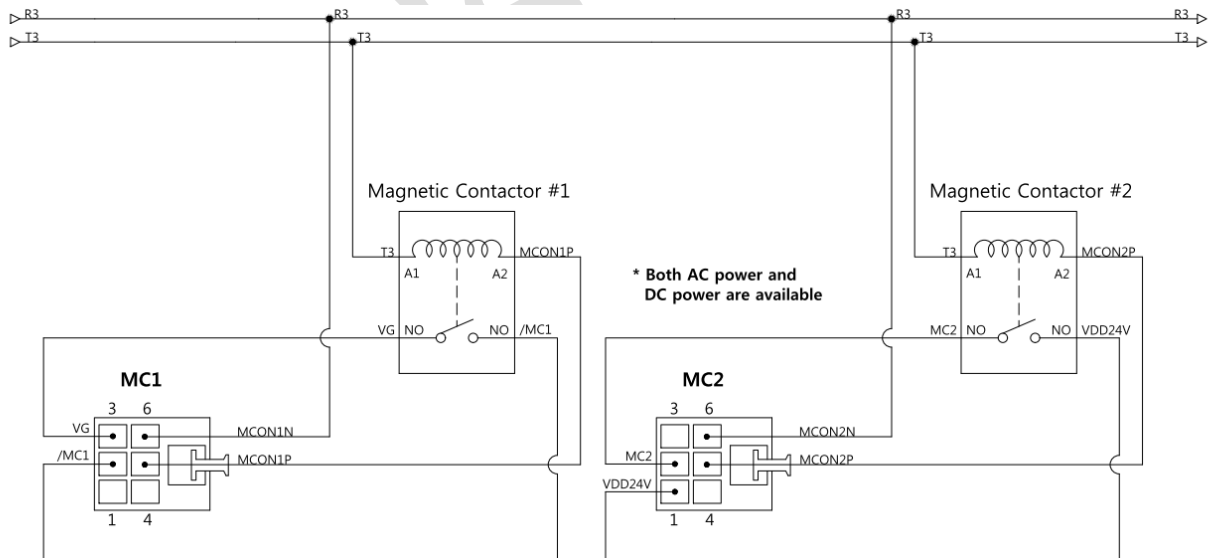 R3 R3 R3 R3
T3 T3 T3 T3
Magnetic Contactor #1 Magnetic Contactor #2
T3 MCON1P T3 MCON2P
A1 A2 A1 A2
* Both AC power and
DC power are available
VG NO NO /MC1 MC2 NO NO VDD24V
MC1 MC2
3 6 3 6
VG MCON1N MCON2N
/MC1 MCON1P MC2 MCON2P
VDD24V
1 4 1 4